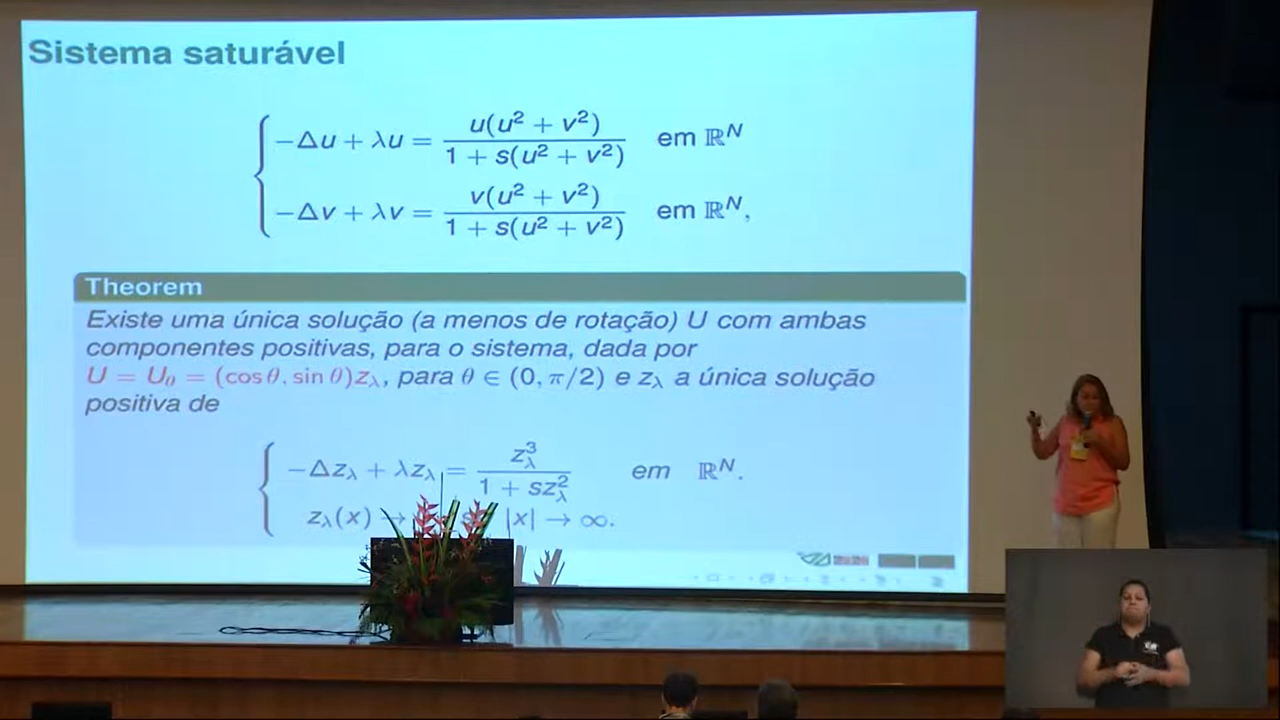 Sistema saturável
−Δu + λu = u(u² + v²) / 1 + s(u² + v²) em ℝᴺ
−Δv + λv = v(u² + v²) / 1 + s(u² + v²) em ℝᴺ,
Theorem
Existe uma única solução (a menos de rotação) U com ambas
componentes positivas, para o sistema, dada por
U = U_θ = (cos θ, sin θ)z_λ, para θ ∈ (0, π/2) e z_λ a única solução
positiva de
−Δz_λ + λz_λ = z_λ³ / 1 + sz_λ² em ℝᴺ.
z_λ(x) → |x| → ∞.